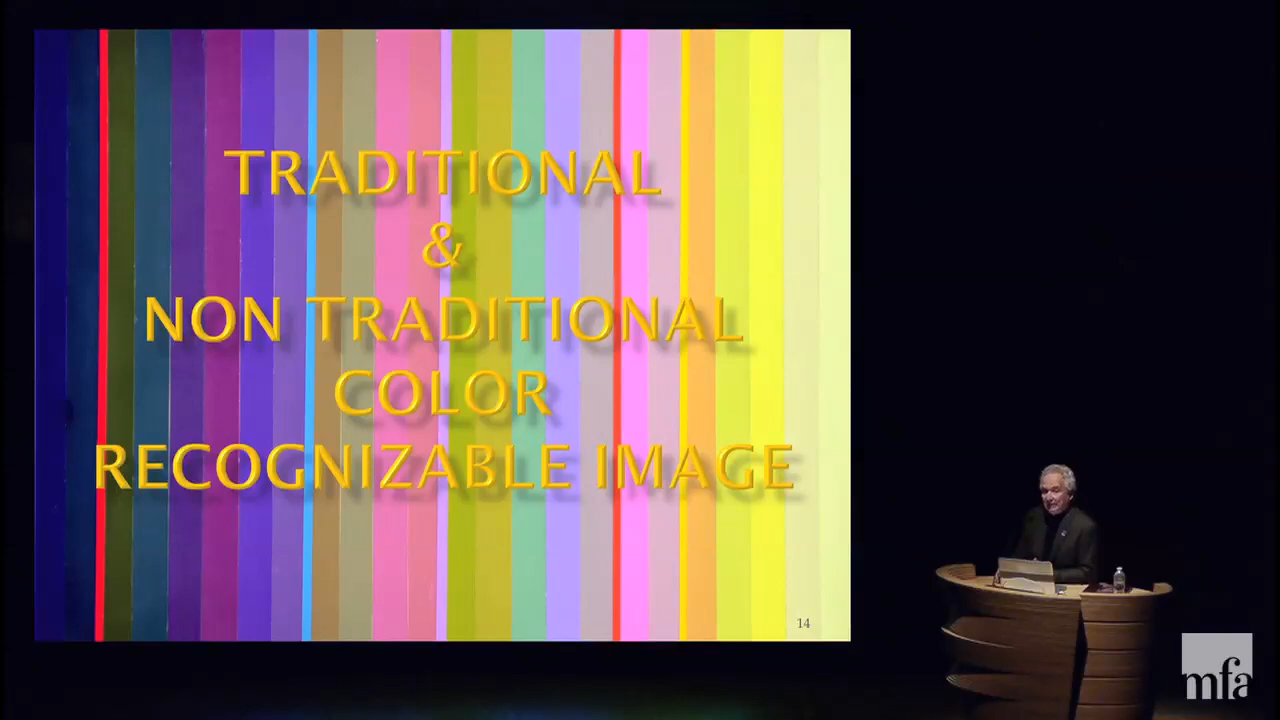 TRADITIONAL
&
NON TRADITIONAL
COLOR
RECOGNIZABLE IMAGE
14
mfa